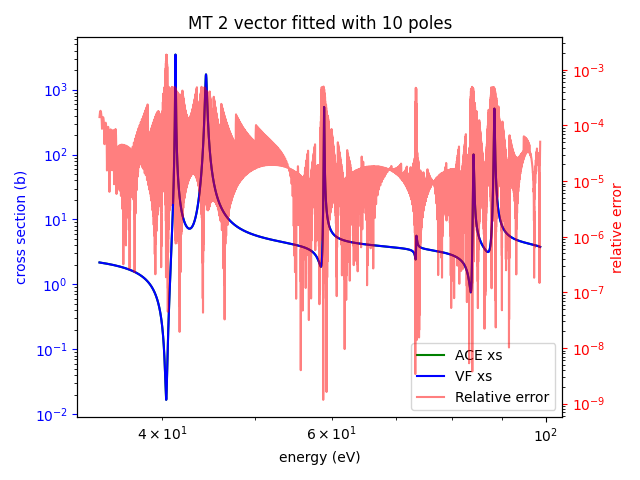 MT 2 vector fitted with 10 poles
cross section (b)
10³
10²
10¹
10⁰
10⁻¹
10⁻²
10⁻³
10⁻⁴
10⁻⁵
10⁻⁶
10⁻⁷
10⁻⁸
10⁻⁹
relative error
ACE xs
VF xs
Relative error
4 × 10¹
6 × 10¹
10²
energy (eV)